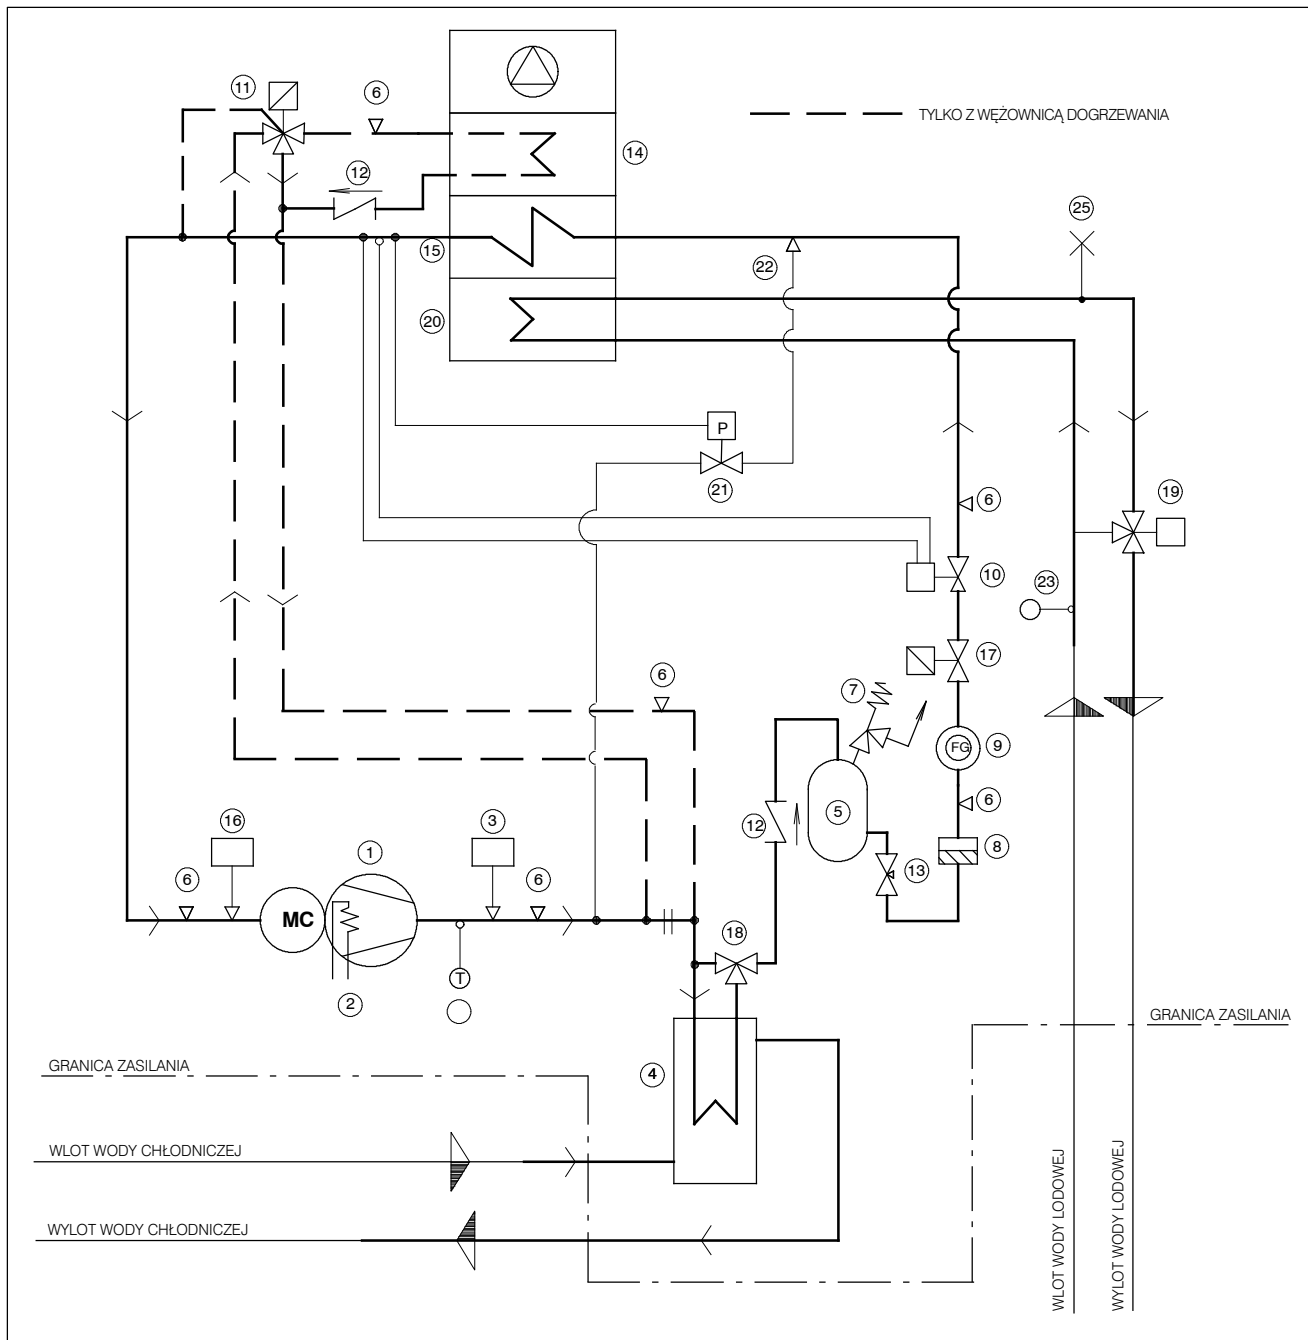 11
6
14
TYLKO Z WĘŻOWNICĄ DOGRZEWANIA
12
15
22
25
20
P
21
6
19
10
23
17
6
7
FG
9
5
6
12
8
13
16
1
3
6
6
MC
18
T
2
GRANICA ZASILANIA
GRANICA ZASILANIA
4
WLOT WODY CHŁODNICZEJ
WYLOT WODY CHŁODNICZEJ
WLOT WODY LODOWEJ
WYLOT WODY LODOWEJ